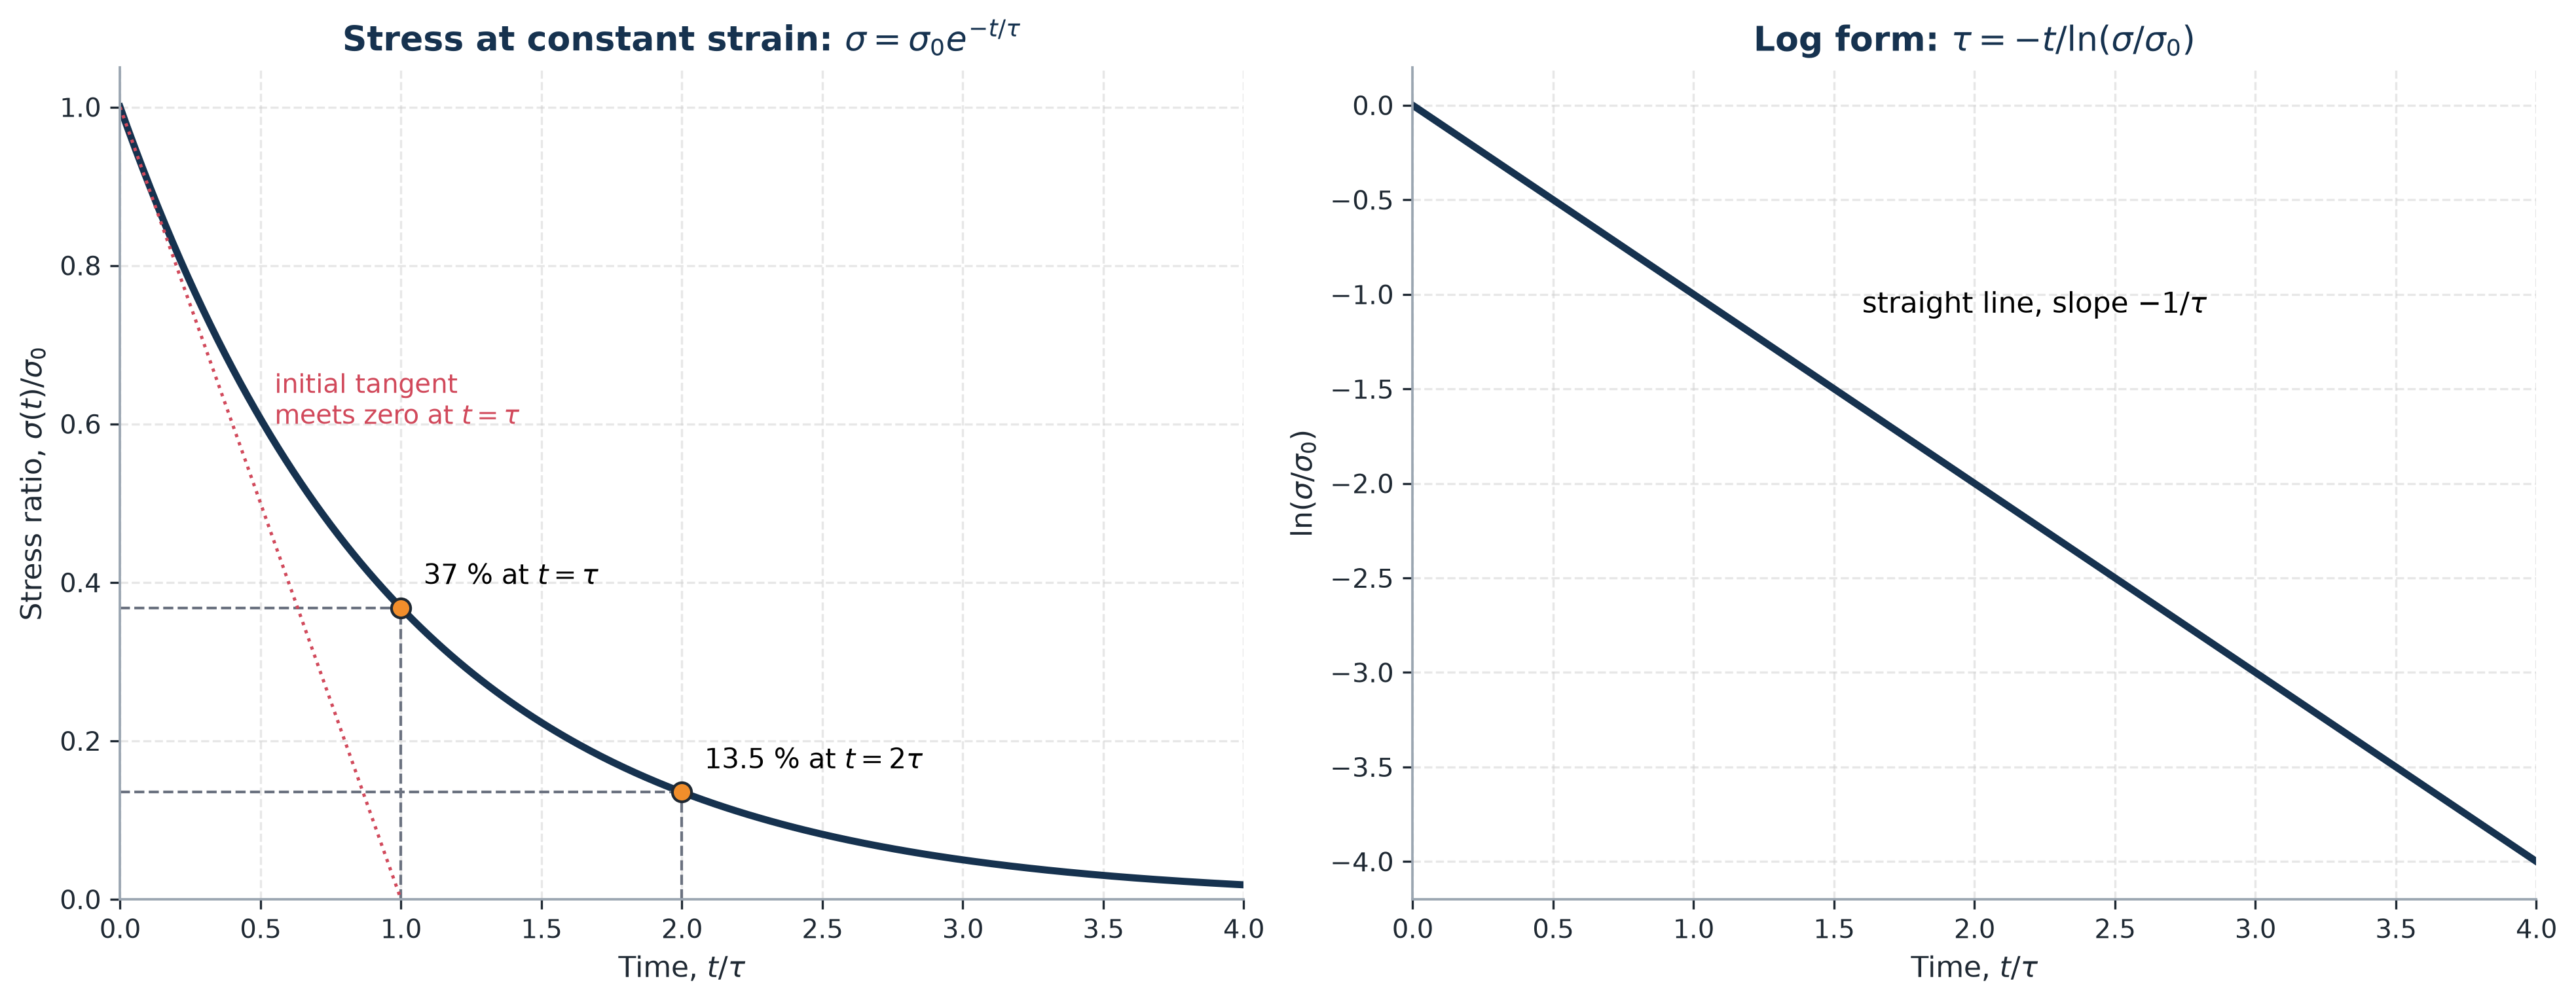 Stress at constant strain: σ = σ₀e^{−t/τ}
1.0
0.8
0.6
0.4
0.2
0.0
Stress ratio, σ(t)/σ₀
initial tangent
meets zero at t = τ
37 % at t = τ
13.5 % at t = 2τ
0.0 0.5 1.0 1.5 2.0 2.5 3.0 3.5 4.0
Time, t/τ
Log form: τ = −t/ln(σ/σ₀)
0.0
−0.5
−1.0
−1.5
−2.0
−2.5
−3.0
−3.5
−4.0
ln(σ/σ₀)
straight line, slope −1/τ
0.0 0.5 1.0 1.5 2.0 2.5 3.0 3.5 4.0
Time, t/τ